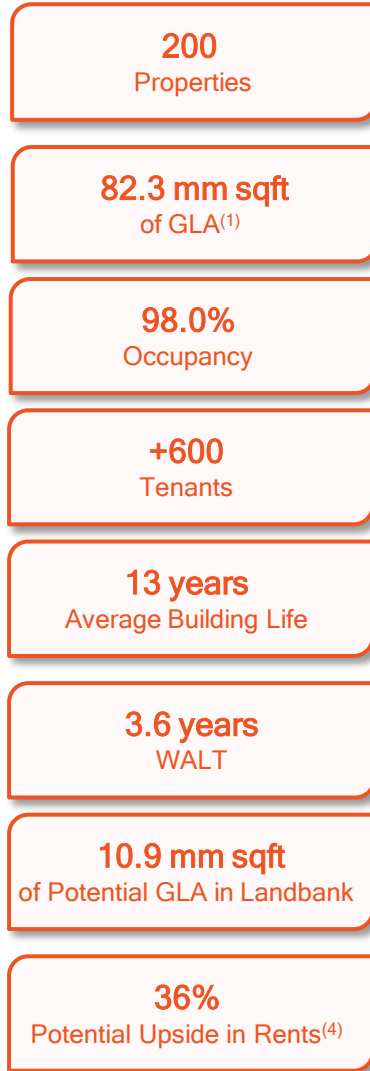 200
Properties
82.3 mm sqft
of GLA(1)
98.0%
Occupancy
+600
Tenants
13 years
Average Building Life
3.6 years
WALT
10.9 mm sqft
of Potential GLA in Landbank
36%
Potential Upside in Rents(4)